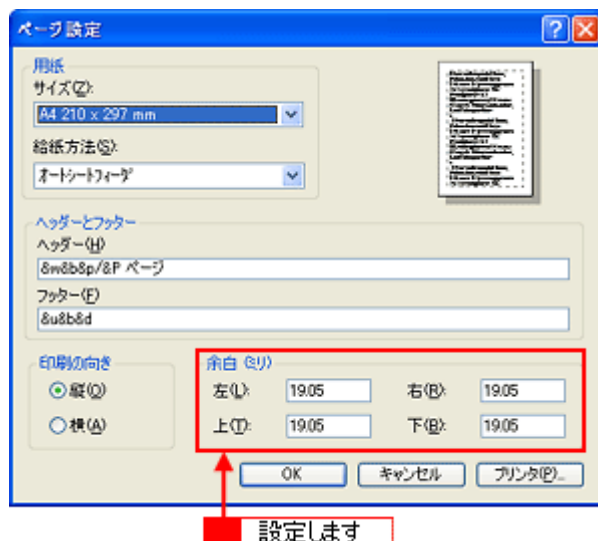 ページ設定
用紙
サイズ(Z):
A4 210 x 297 mm
給紙方法(S):
オートシートフィーダ
ヘッダーとフッター
ヘッダー(H)
&w&b&p/&P ページ
フッター(F)
&u&b&d
印刷の向き
縦(O)
横(A)
余白 (ミリ)
左(L): 19.05 右(R): 19.05
上(T): 19.05 下(B): 19.05
OK キャンセル プリンタ(P)...
設定します